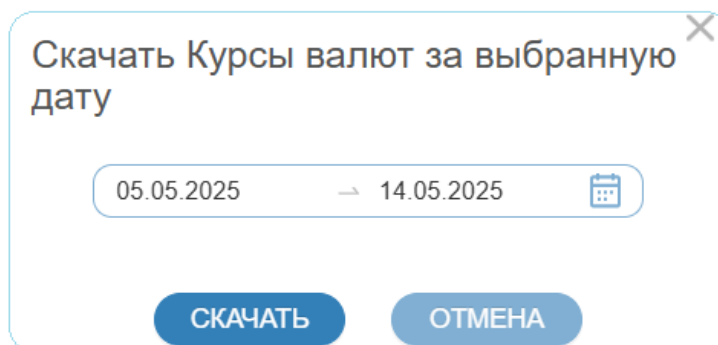 Скачать Курсы валют за выбранную
дату
05.05.2025 → 14.05.2025
СКАЧАТЬ ОТМЕНА